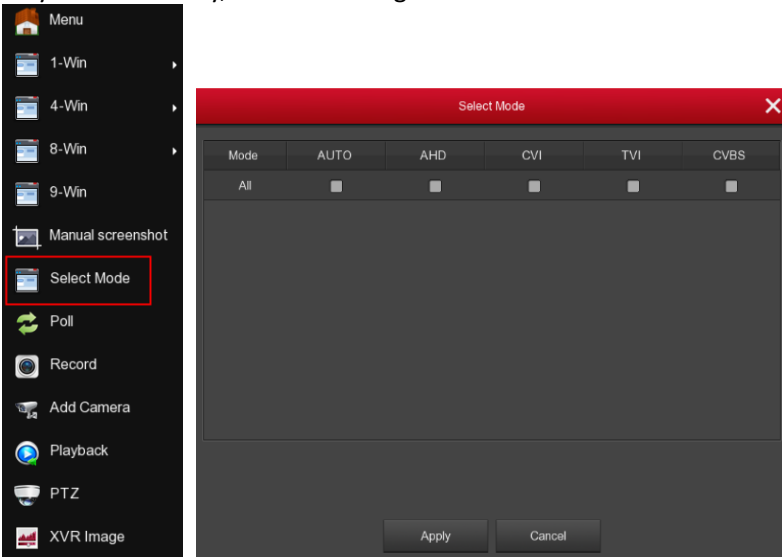 Menu
1-Win
4-Win
8-Win
9-Win
Manual screenshot
Select Mode
Poll
Record
Add Camera
Playback
PTZ
XVR Image
Select Mode
Mode AUTO AHD CVI TVI CVBS
All
Apply Cancel